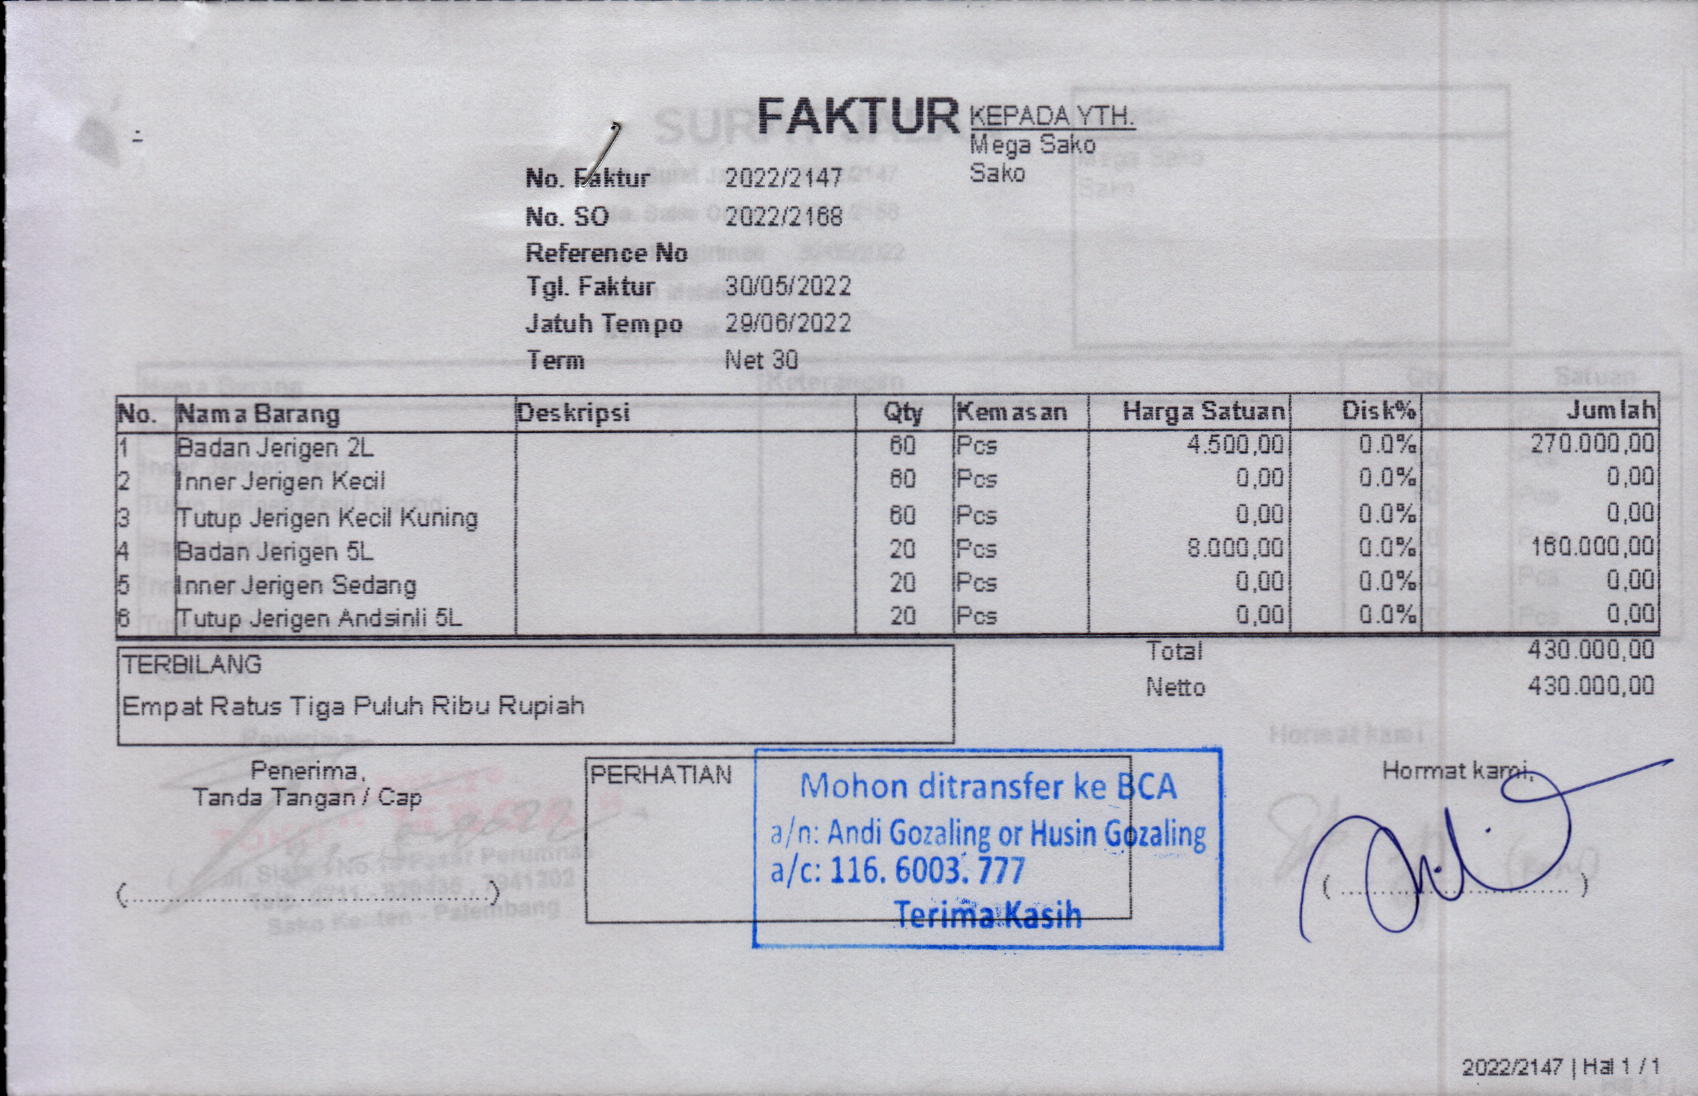 FAKTUR
KEPADA YTH.
Mega Sako
Sako
No. Faktur 2022/2147
No. SO 2022/2168
Reference No
Tgl. Faktur 30/05/2022
Jatuh Tempo 29/06/2022
Term Net 30
No. Nama Barang Deskripsi Qty Kemasan Harga Satuan Disk% Jumlah
1 Badan Jerigen 2L 60 Pcs 4.500,00 0.0% 270.000,00
2 Inner Jerigen Kecil 60 Pcs 0,00 0.0% 0,00
3 Tutup Jerigen Kecil Kuning 60 Pcs 0,00 0.0% 0,00
4 Badan Jerigen 5L 20 Pcs 8.000,00 0.0% 160.000,00
5 Inner Jerigen Sedang 20 Pcs 0,00 0.0% 0,00
6 Tutup Jerigen Andsinli 5L 20 Pcs 0,00 0.0% 0,00
Total 430.000,00
Netto 430.000,00
TERBILANG
Empat Ratus Tiga Puluh Ribu Rupiah
Penerima,
Tanda Tangan / Cap
(........................................)
PERHATIAN
Mohon ditransfer ke BCA
a/n: Andi Gozaling or Husin Gozaling
a/c: 116. 6003. 777
Terima Kasih
Hormat kami,
(........................................)
2022/2147 | Hal 1 / 1